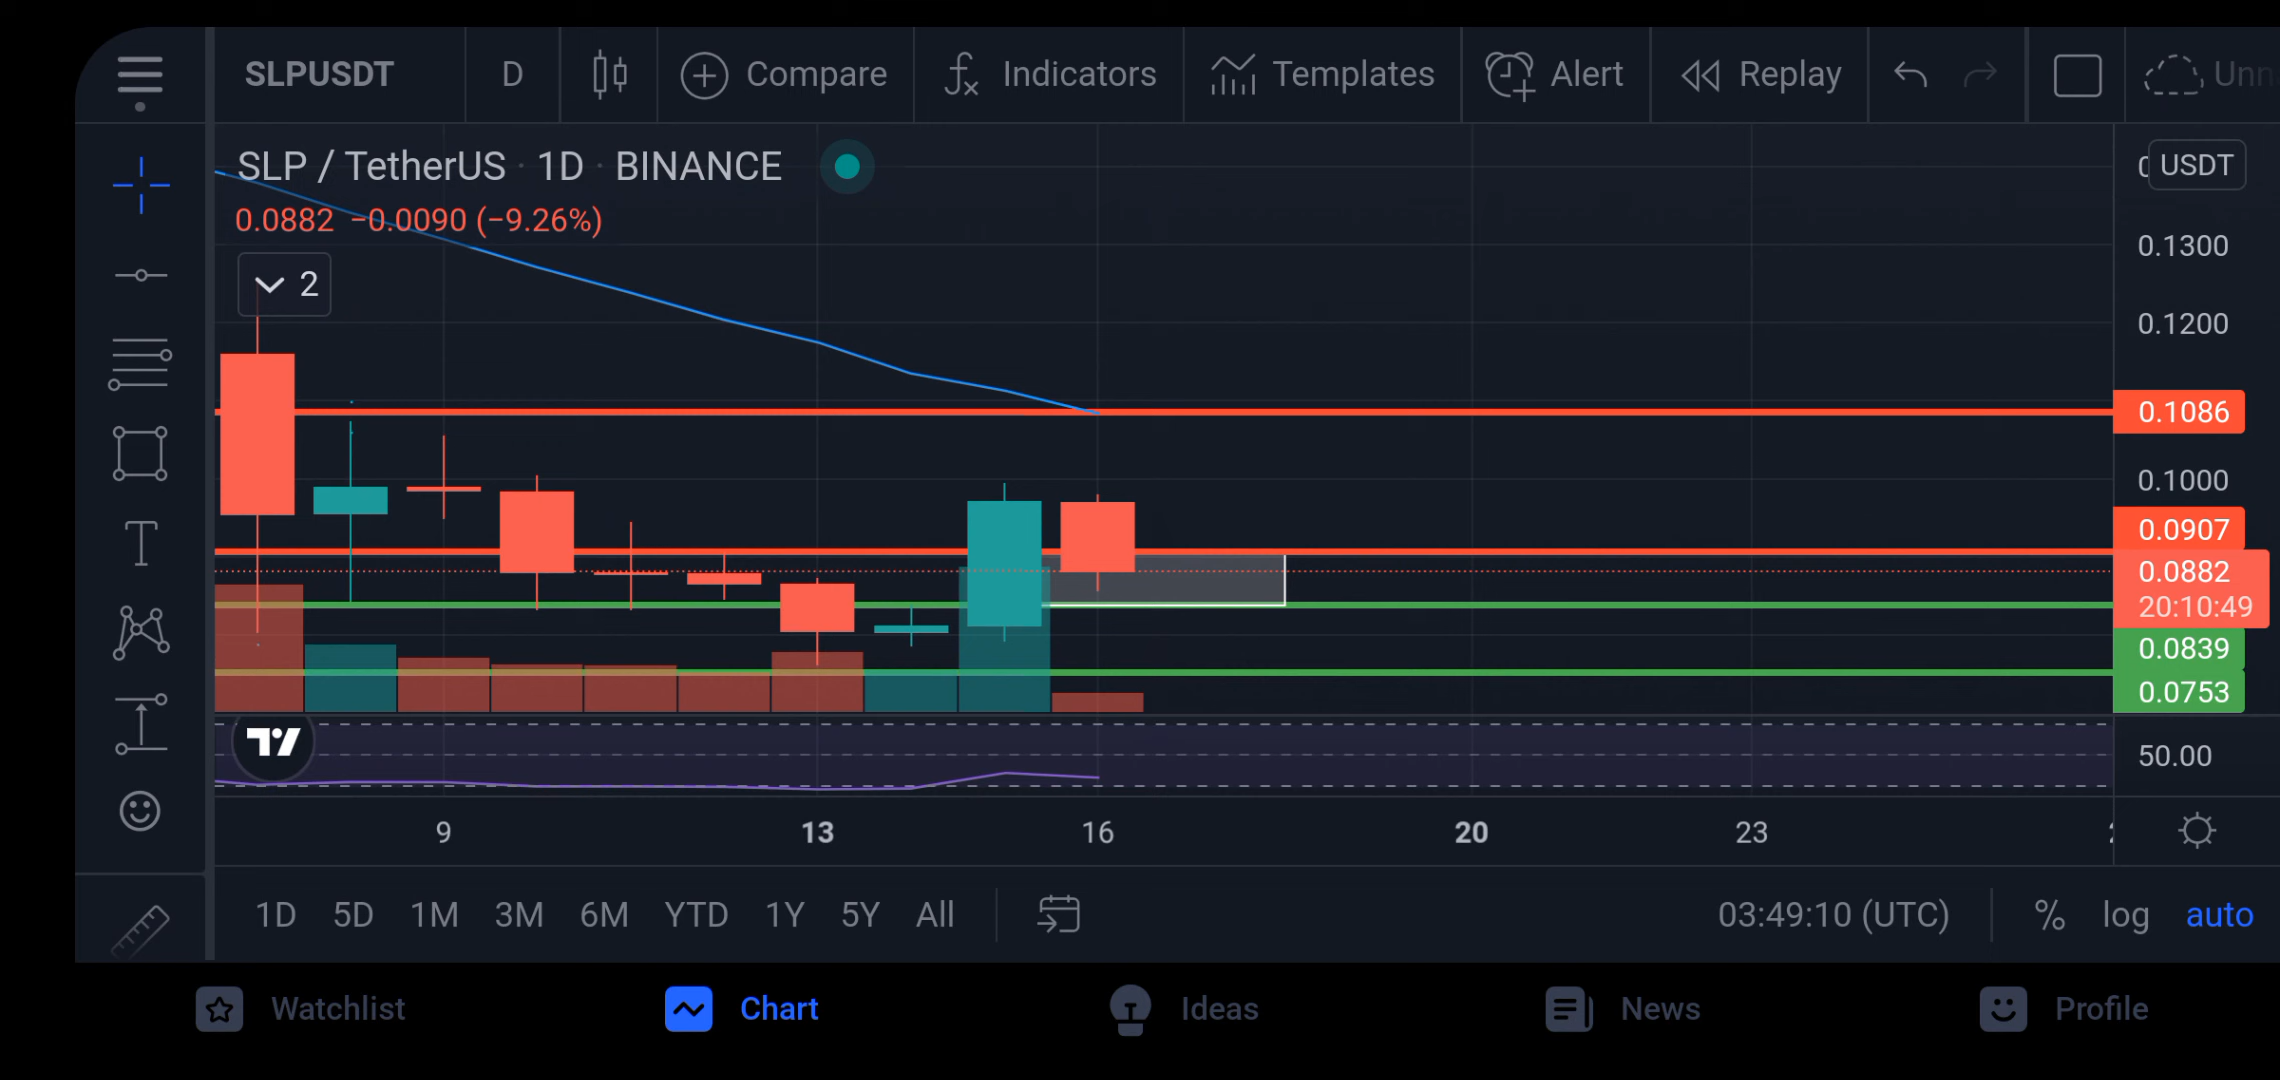 SLPUSDT D Compare Indicators Templates Alert Replay
SLP / TetherUS · 1D · BINANCE
0.0882 −0.0090 (−9.26%)
2
USDT
0.1300
0.1200
0.1086
0.1000
0.0907
0.0882
20:10:49
0.0839
0.0753
50.00
9 13 16 20 23
1D 5D 1M 3M 6M YTD 1Y 5Y All 03:49:10 (UTC) % log auto
Watchlist Chart Ideas News Profile